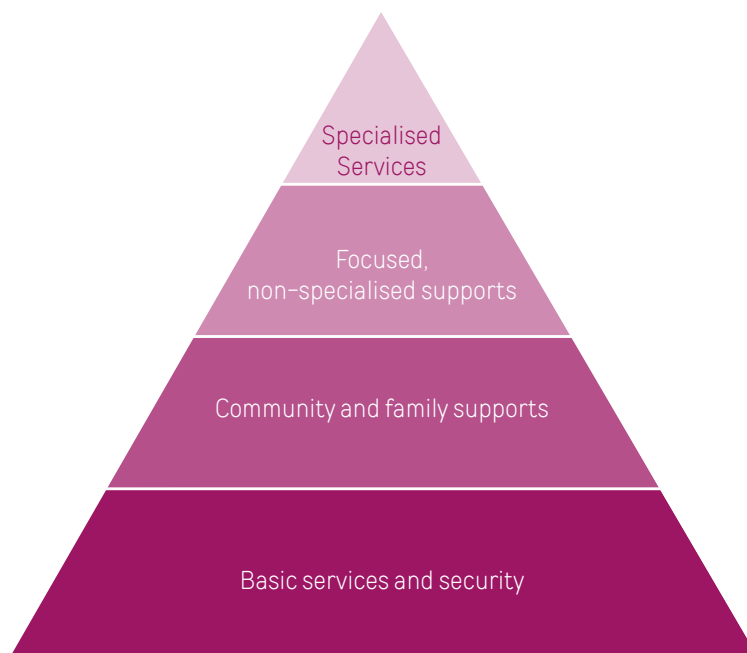 Specialised
Services
Focused,
non-specialised supports
Community and family supports
Basic services and security